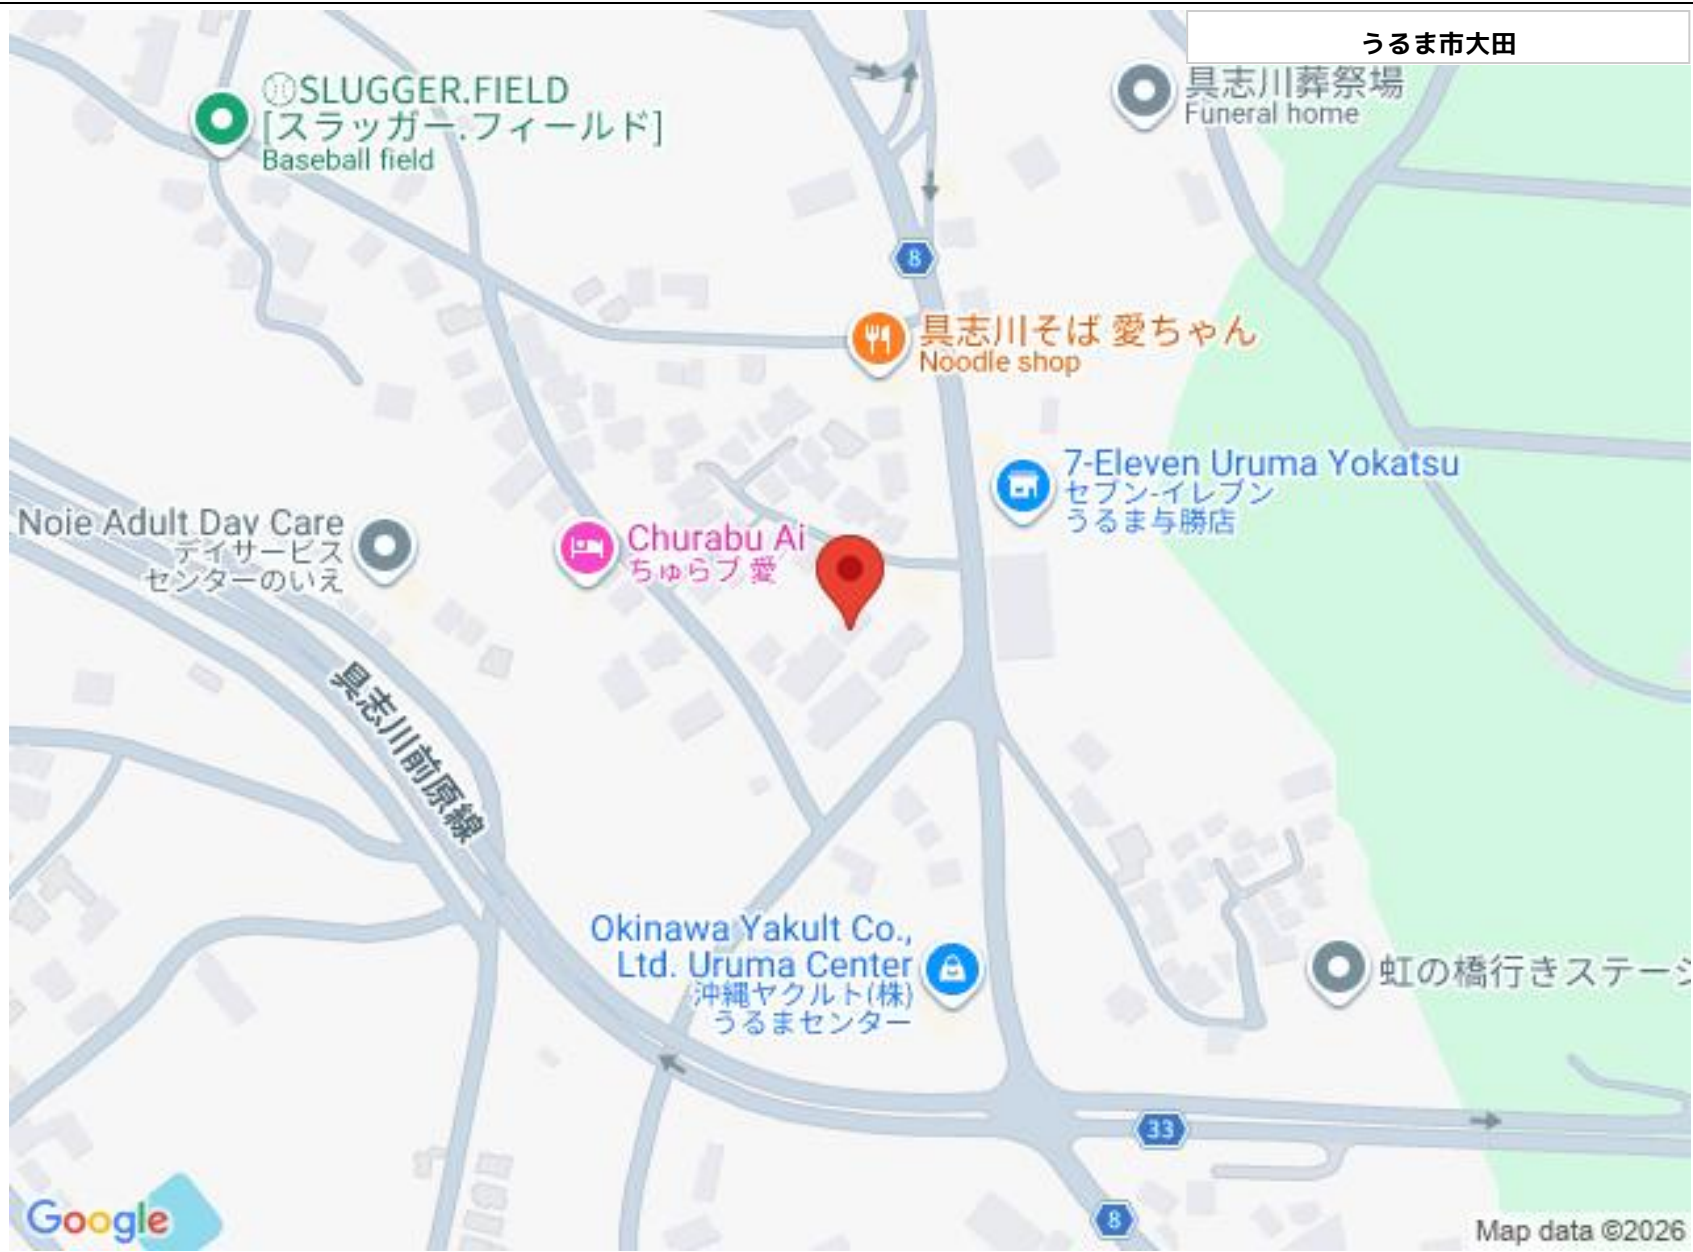 うるま市大田
SLUGGER.FIELD
[スラッガー.フィールド]
Baseball field
具志川葬祭場
Funeral home
8
具志川そば 愛ちゃん
Noodle shop
7-Eleven Uruma Yokatsu
セブン-イレブン
うるま与勝店
Noie Adult Day Care
デイサービス
センターのいえ
Churabu Ai
ちゅらブ 愛
具志川前原線
Okinawa Yakult Co.,
Ltd. Uruma Center
沖縄ヤクルト(株)
うるまセンター
虹の橋行きステーシ
33
8
Google
Map data ©2026